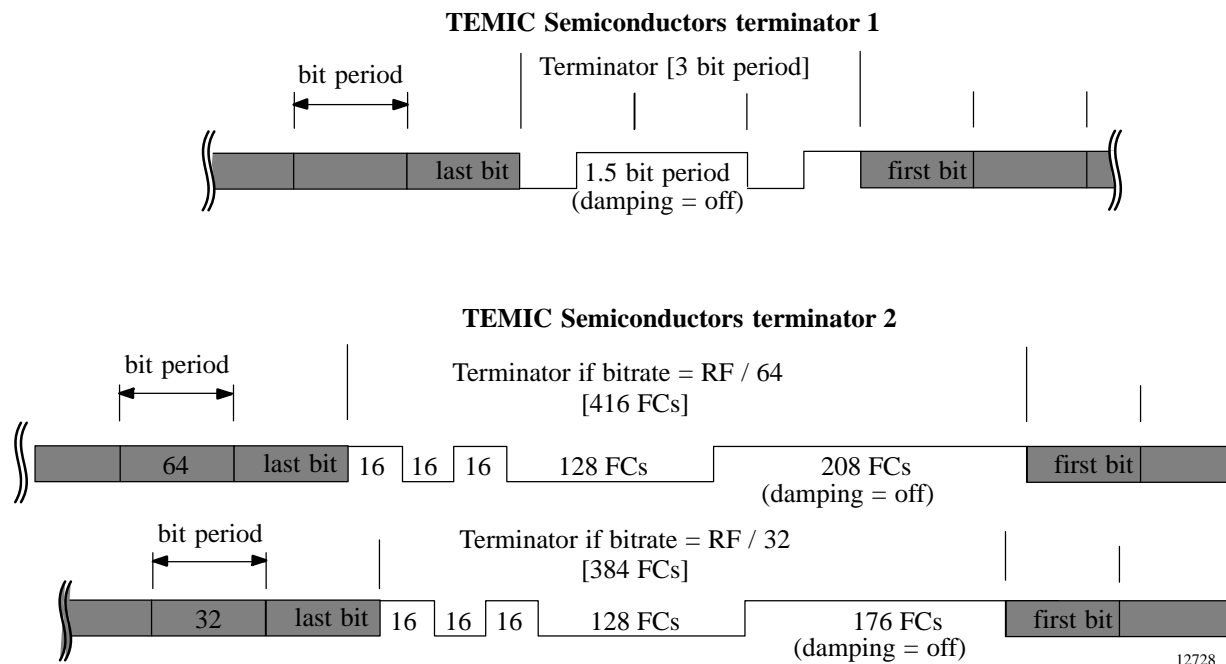 TEMIC Semiconductors terminator 1
bit period
Terminator [3 bit period]
last bit
1.5 bit period
(damping = off)
first bit
TEMIC Semiconductors terminator 2
bit period
Terminator if bitrate = RF / 64
[416 FCs]
64 last bit 16 16 16 128 FCs 208 FCs first bit
(damping = off)
bit period
Terminator if bitrate = RF / 32
[384 FCs]
32 last bit 16 16 16 128 FCs 176 FCs first bit
(damping = off)
12728